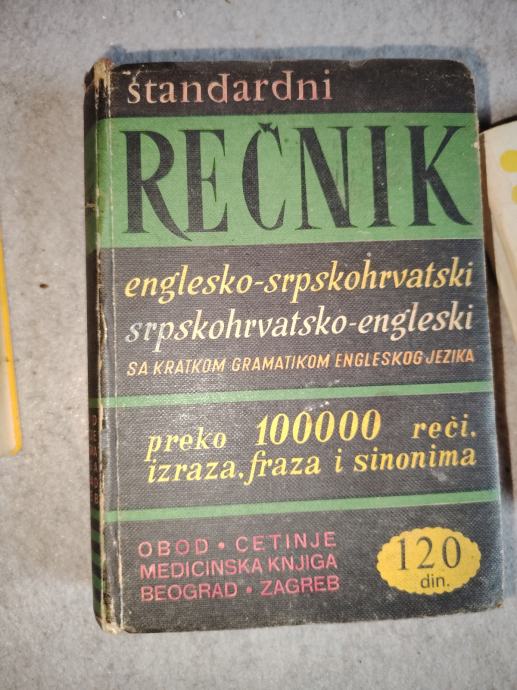 standardni
REČNIK
englesko-srpskohrvatski
srpskohrvatsko-engleski
SA KRATKOM GRAMATIKOM ENGLESKOG JEZIKA
preko 100000 reči,
izraza, fraza i sinonima
OBOD • CETINJE
MEDICINSKA KNJIGA
BEOGRAD • ZAGREB
120
din.